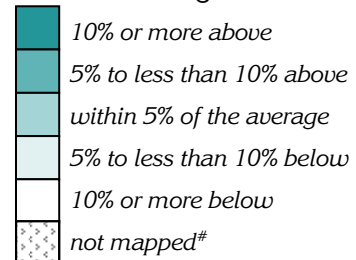 10% or more above
5% to less than 10% above
within 5% of the average
5% to less than 10% below
10% or more below
not mapped#